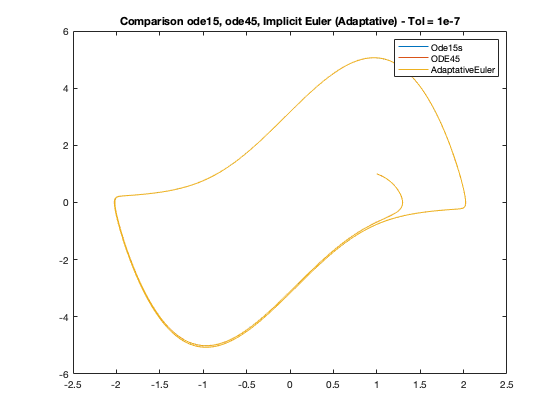 Comparison ode15, ode45, Implicit Euler (Adaptative) - Tol = 1e-7
6
Ode15s
ODE45
AdaptativeEuler
4
2
0
-2
-4
-6
-2.5 -2 -1.5 -1 -0.5 0 0.5 1 1.5 2 2.5